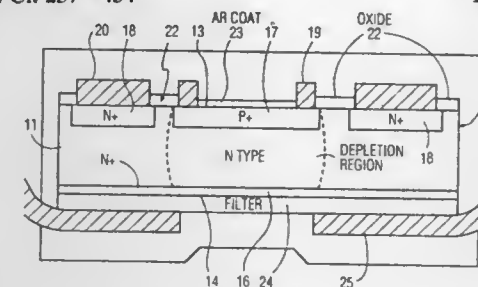 AR COAT
20 18 22 13 23 17 19 OXIDE 22
N+ P+ N+
11 18
N+ N TYPE DEPLETION REGION
FILTER
14 16 24 25